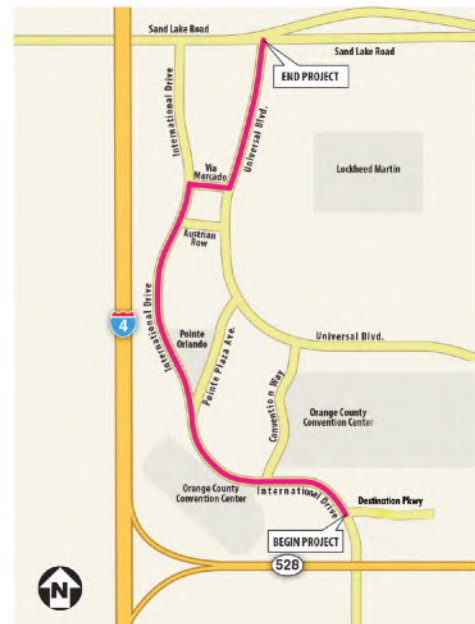 Sand Lake Road
Sand Lake Road
END PROJECT
International Drive
Universal Blvd.
Via
Mercado
Lockheed Martin
Austrian
Row
International Drive
4
Pointe
Orlando
Pointe Plaza Ave.
Universal Blvd.
Convention Way
Orange County
Convention Center
Orange County
Convention Center
International Drive
Destination Pkwy
BEGIN PROJECT
528
N